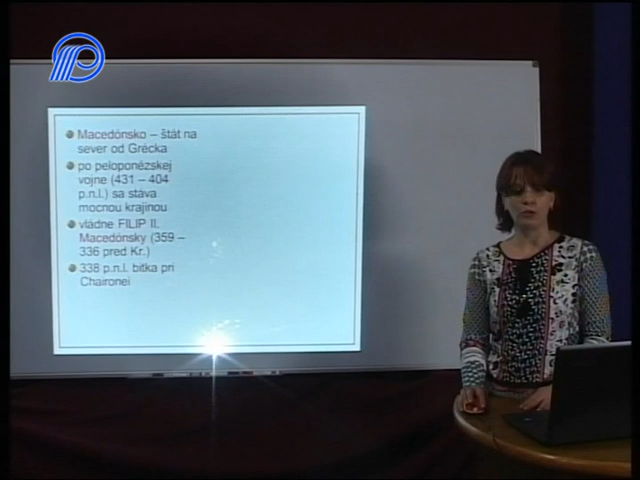 Macedónsko – štát na
sever od Grécka
po peloponézskej
vojne (431 – 404
p.n.l.) sa stáva
mocnou krajinou
vládne FILIP II.
Macedónsky (359 –
336 pred Kr.)
338 p.n.l. bitka pri
Chaironei